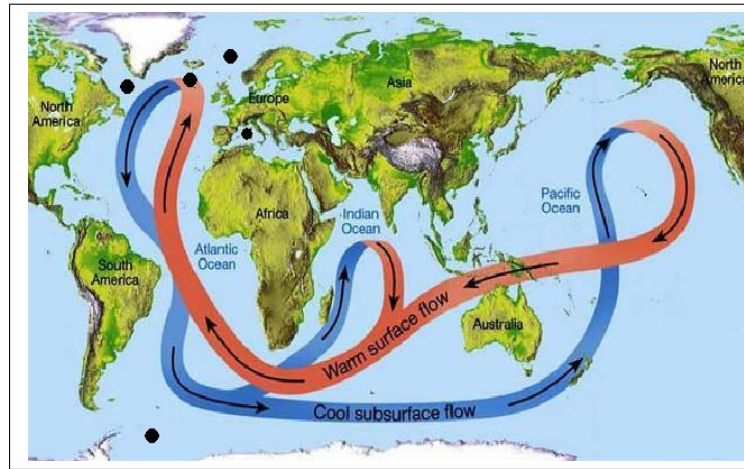 North
America
Europe
Asia
North
America
Africa
Indian
Ocean
Pacific
Ocean
Atlantic
Ocean
South
America
Australia
Warm surface flow
Cool subsurface flow